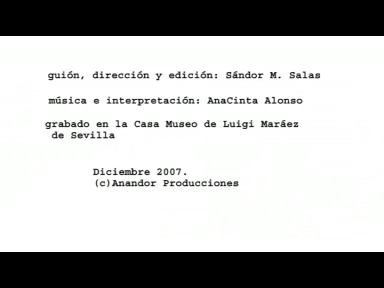 guión, dirección y edición: Sándor M. Salas
música e interpretación: AnaCinta Alonso
grabado en la Casa Museo de Luigi Maráez
de Sevilla
Diciembre 2007.
(c)Anandor Producciones